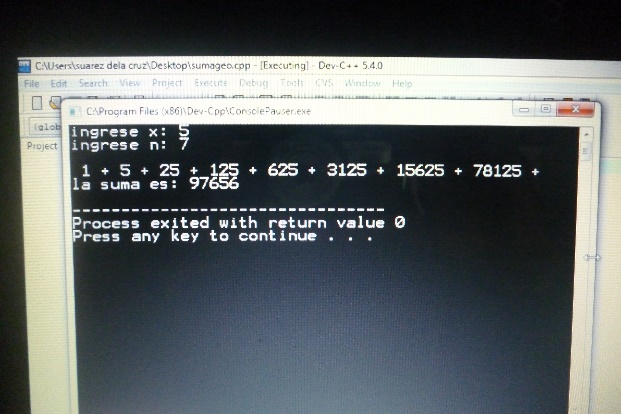 C:\Users\suarez dela cruz\Desktop\sumageo.cpp - [Executing] - Dev-C++ 5.4.0
File Edit Search View Project Execute Debug Tools CVS Window Help
C:\Program Files (x86)\Dev-Cpp\ConsolePauser.exe
(glob
Project
ingrese x: 5
ingrese n: 7
1 + 5 + 25 + 125 + 625 + 3125 + 15625 + 78125 +
la suma es: 97656
--------------------------------
Process exited with return value 0
Press any key to continue . . .